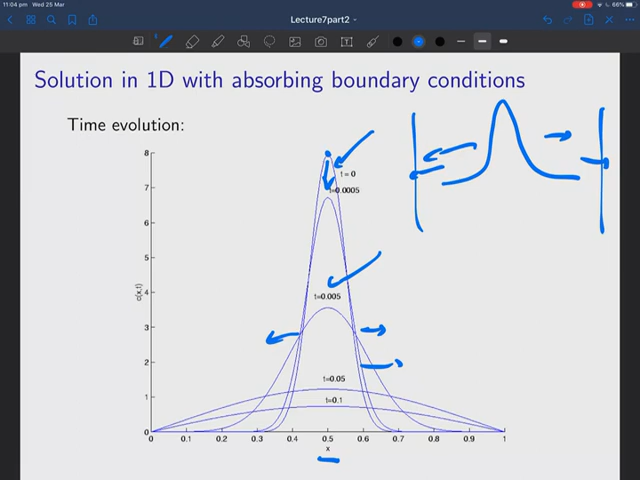 11:04 pm Wed 25 Mar
66%
Lecture7part2
Solution in 1D with absorbing boundary conditions
Time evolution:
8
7
6
5
4
3
2
1
0
c(x,t)
t = 0
t=0.0005
t=0.005
t=0.05
t=0.1
0 0.1 0.2 0.3 0.4 0.5 0.6 0.7 0.8 0.9 1
x